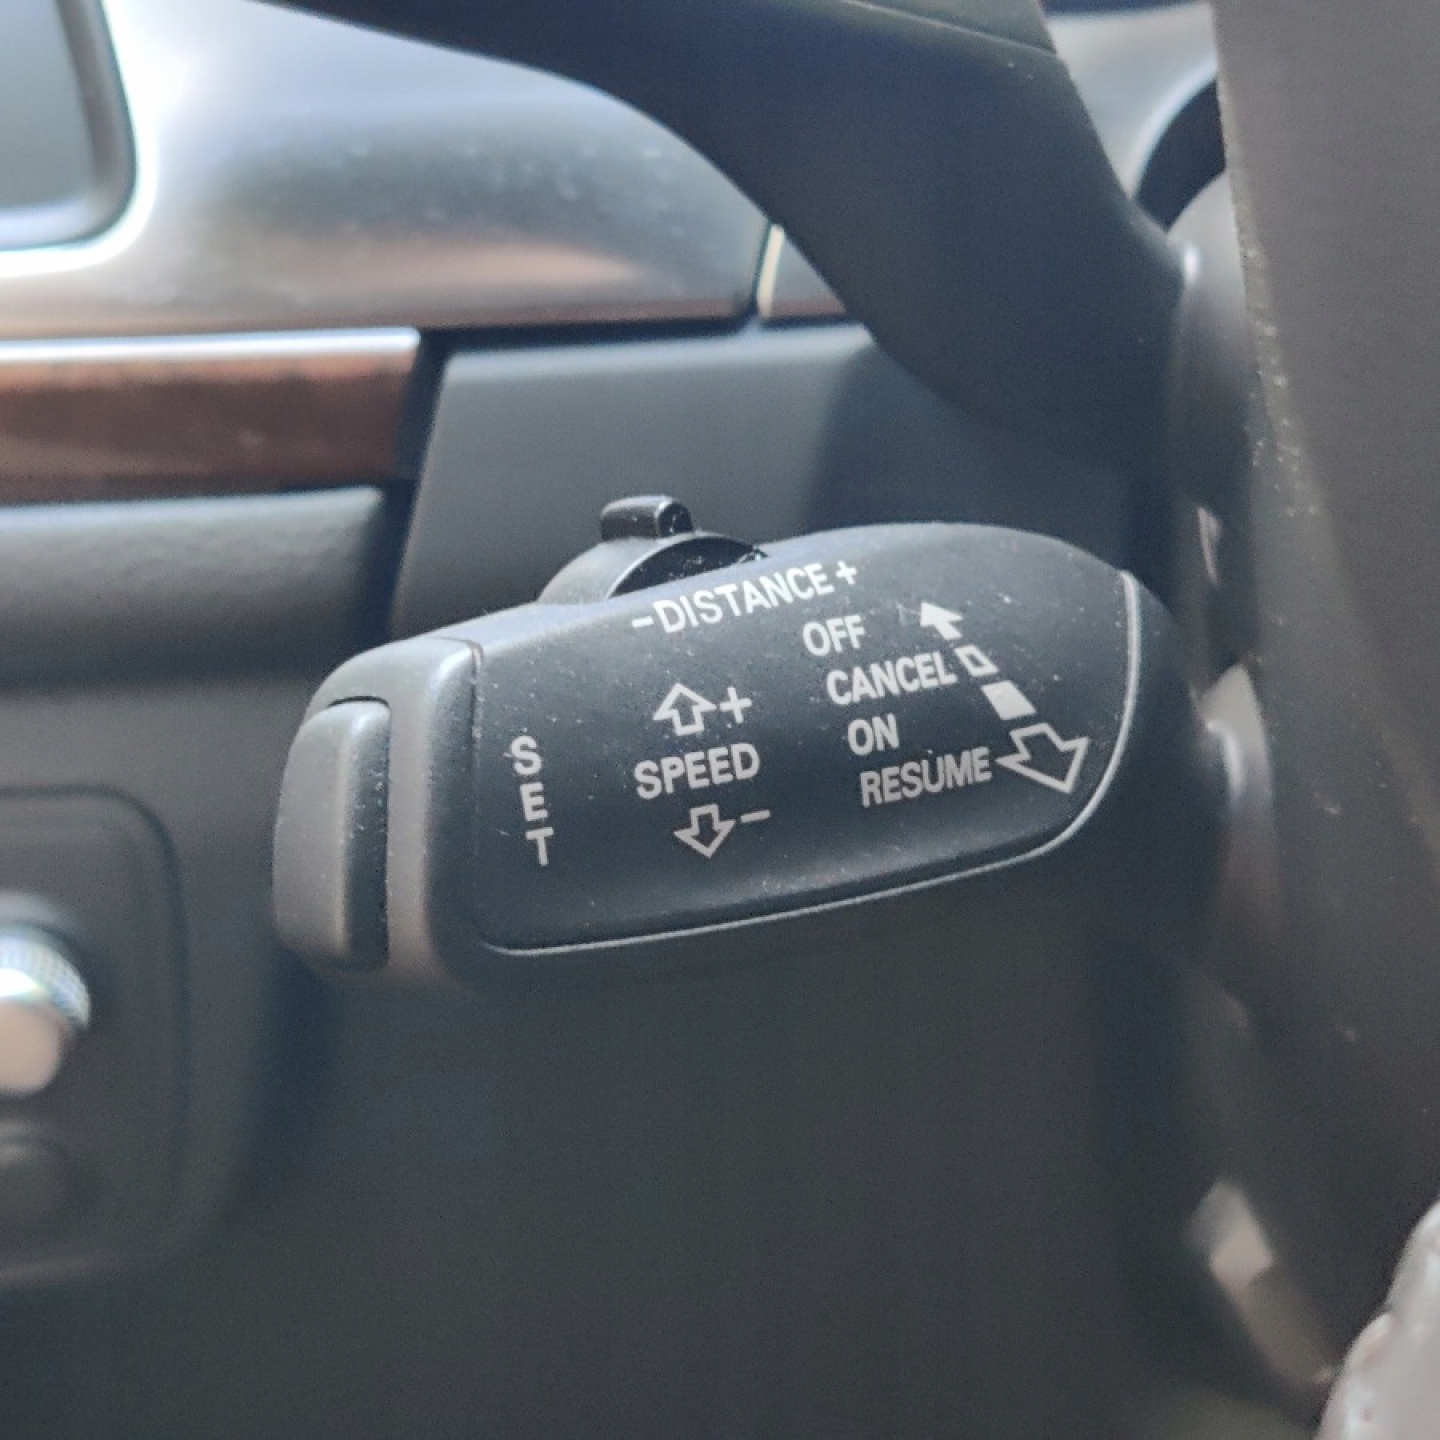 -DISTANCE+
OFF
CANCEL
ON
RESUME
+
SPEED
-
SET